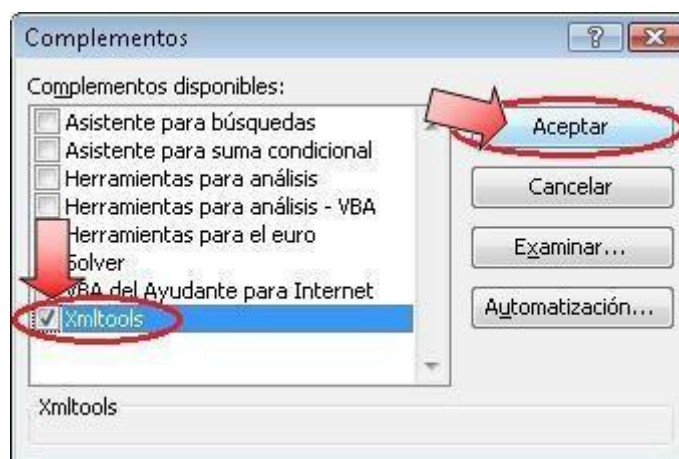 Complementos
Complementos disponibles:
Asistente para búsquedas
Asistente para suma condicional
Herramientas para análisis
Herramientas para análisis - VBA
Herramientas para el euro
Solver
VBA del Ayudante para Internet
Xmltools
Aceptar
Cancelar
Examinar...
Automatización...
Xmltools